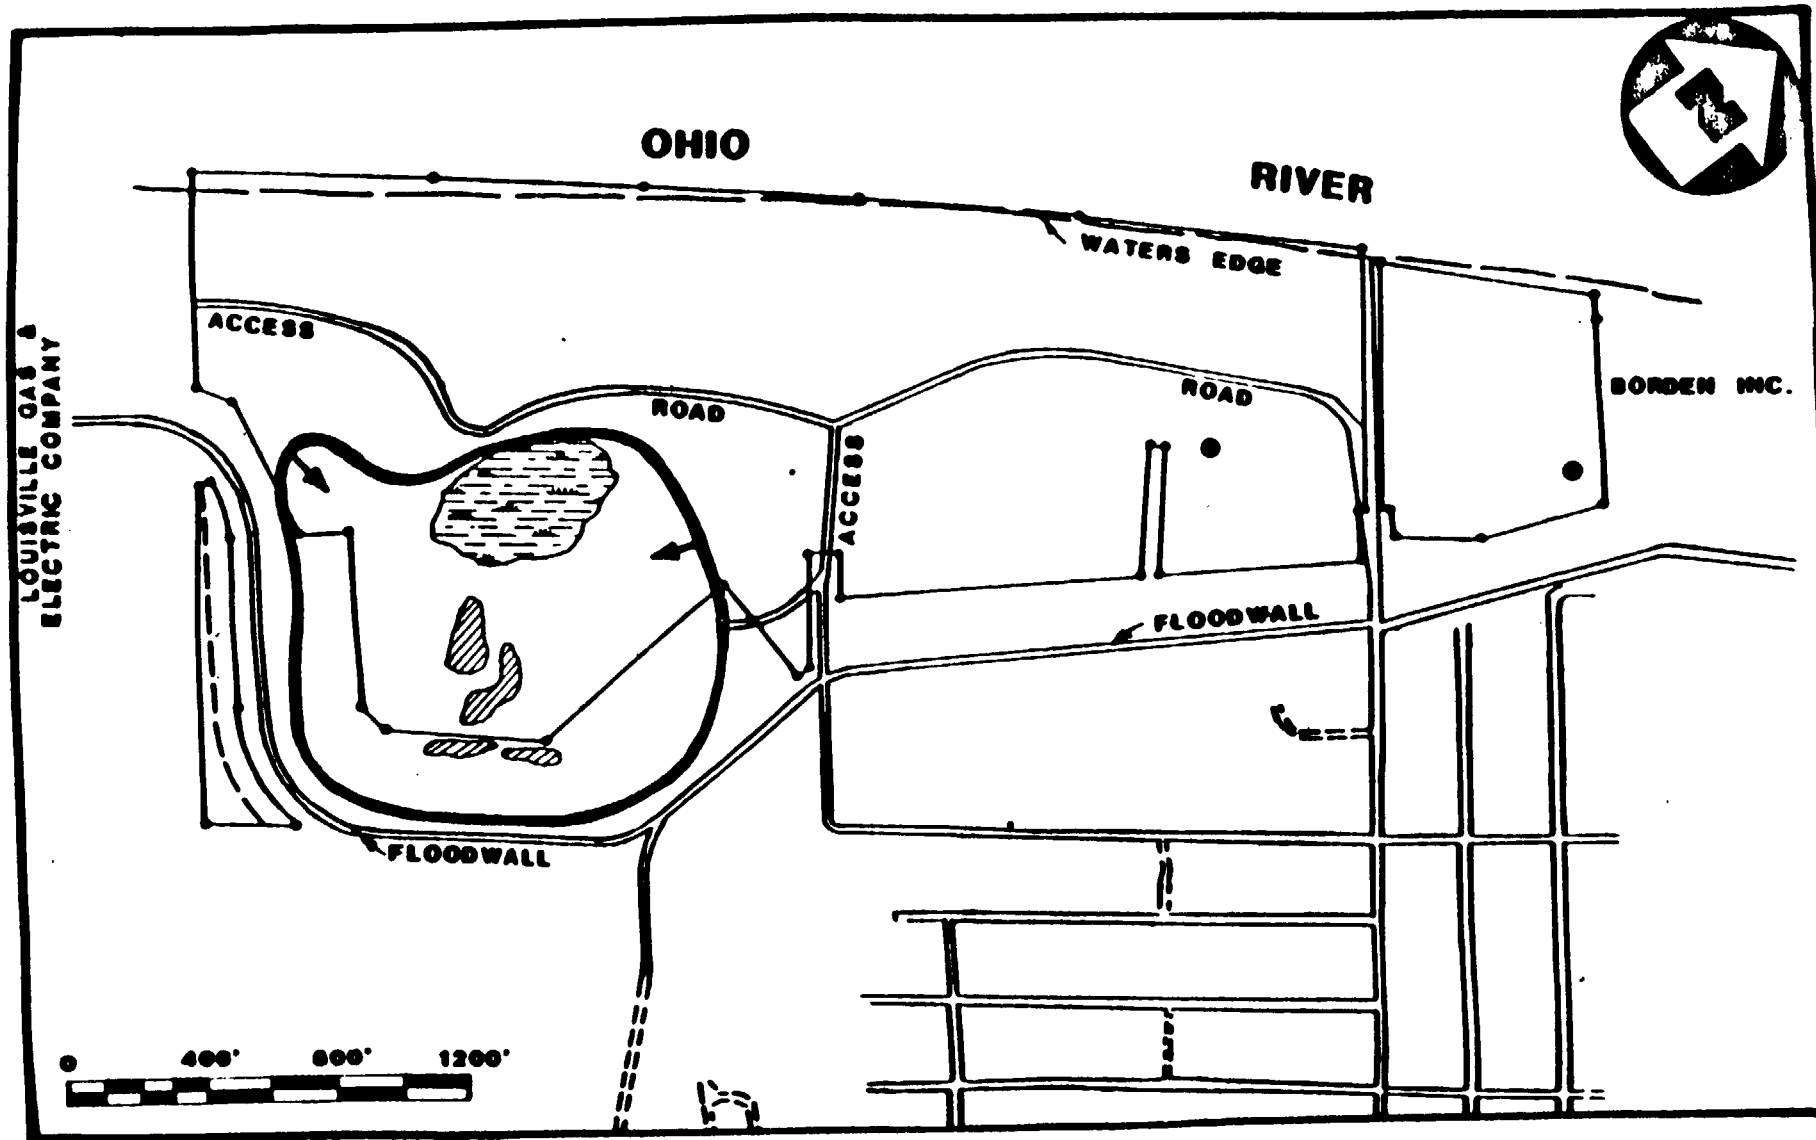 OHIO
RIVER
WATERS EDGE
ACCESS
ROAD
ROAD
BORDEN INC.
ACCESS
LOUISVILLE GAS &
ELECTRIC COMPANY
FLOODWALL
FLOODWALL
0 400' 800' 1200'
N